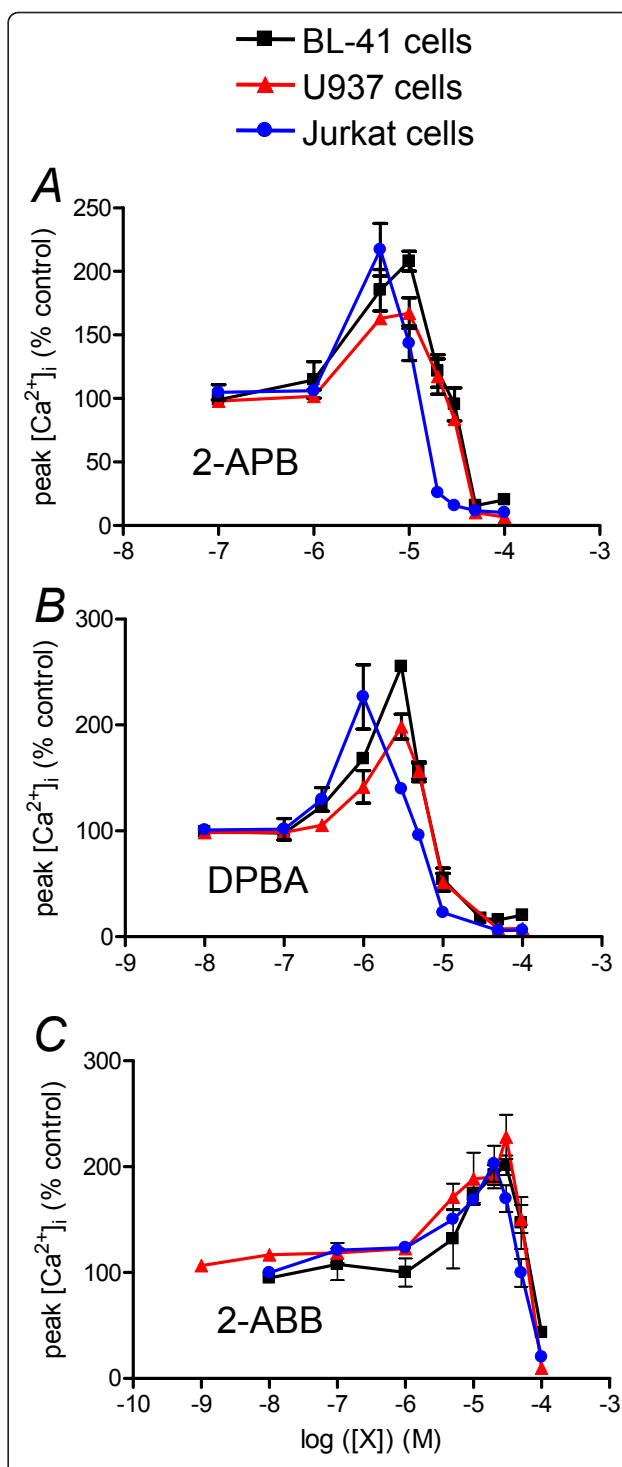 BL-41 cells
U937 cells
Jurkat cells
A
peak [Ca²⁺]ᵢ (% control)
250
200
150
100
50
0
2-APB
-8 -7 -6 -5 -4 -3
B
peak [Ca²⁺]ᵢ (% control)
300
200
100
0
DPBA
-9 -8 -7 -6 -5 -4 -3
C
peak [Ca²⁺]ᵢ (% control)
300
200
100
0
2-ABB
-10 -9 -8 -7 -6 -5 -4 -3
log ([X]) (M)